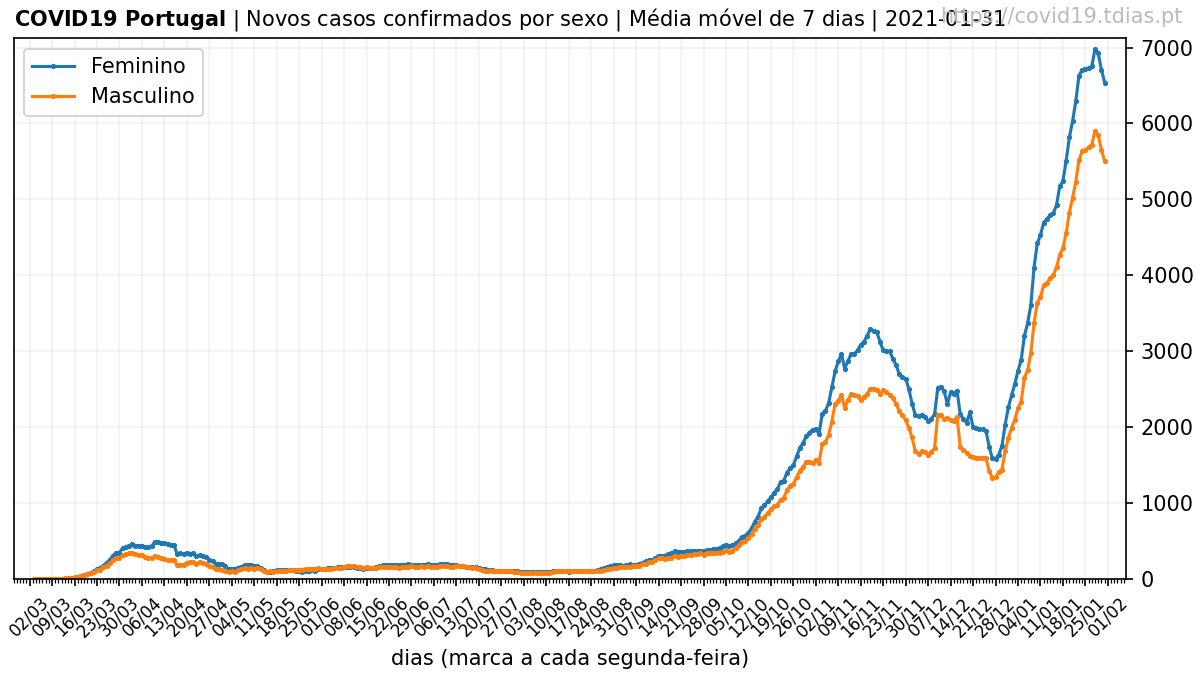 COVID19 Portugal | Novos casos confirmados por sexo | Média móvel de 7 dias | 2021-01-31
https://covid19.tdias.pt
Feminino
Masculino
7000
6000
5000
4000
3000
2000
1000
0
02/03 09/03 16/03 23/03 30/03 06/04 13/04 20/04 27/04 04/05 11/05 18/05 25/05 01/06 08/06 15/06 22/06 29/06 06/07 13/07 20/07 27/07 03/08 10/08 17/08 24/08 31/08 07/09 14/09 21/09 28/09 05/10 12/10 19/10 26/10 02/11 09/11 16/11 23/11 30/11 07/12 14/12 21/12 28/12 04/01 11/01 18/01 25/01 01/02
dias (marca a cada segunda-feira)